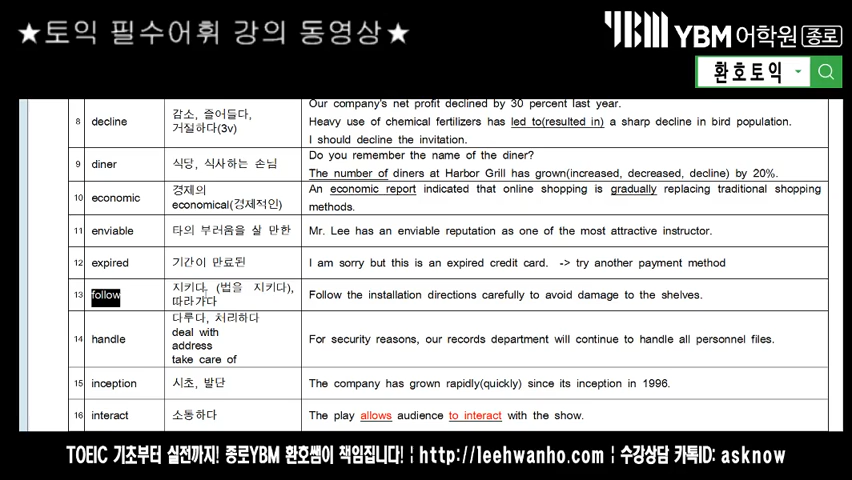 ★토익 필수어휘 강의 동영상★
YBM YBM어학원 종로
환호토익
Our company's net profit declined by 30 percent last year.
8 decline 감소, 줄어들다, Heavy use of chemical fertilizers has led to(resulted in) a sharp decline in bird population.
거절하다(3v) I should decline the invitation.
9 diner 식당, 식사하는 손님 Do you remember the name of the diner?
The number of diners at Harbor Grill has grown(increased, decreased, decline) by 20%.
10 economic 경제의 An economic report indicated that online shopping is gradually replacing traditional shopping
economical(경제적인) methods.
11 enviable 타의 부러움을 살 만한 Mr. Lee has an enviable reputation as one of the most attractive instructor.
12 expired 기간이 만료된 I am sorry but this is an expired credit card. -> try another payment method
13 follow 지키다, (법을 지키다), Follow the installation directions carefully to avoid damage to the shelves.
따라가다
14 handle 다루다, 처리하다 For security reasons, our records department will continue to handle all personnel files.
deal with
address
take care of
15 inception 시초, 발단 The company has grown rapidly(quickly) since its inception in 1996.
16 interact 소통하다 The play allows audience to interact with the show.
TOEIC 기초부터 실전까지! 종로YBM 환호쌤이 책임집니다! ¦ http://leehwanho.com ¦ 수강상담 카톡ID: asknow